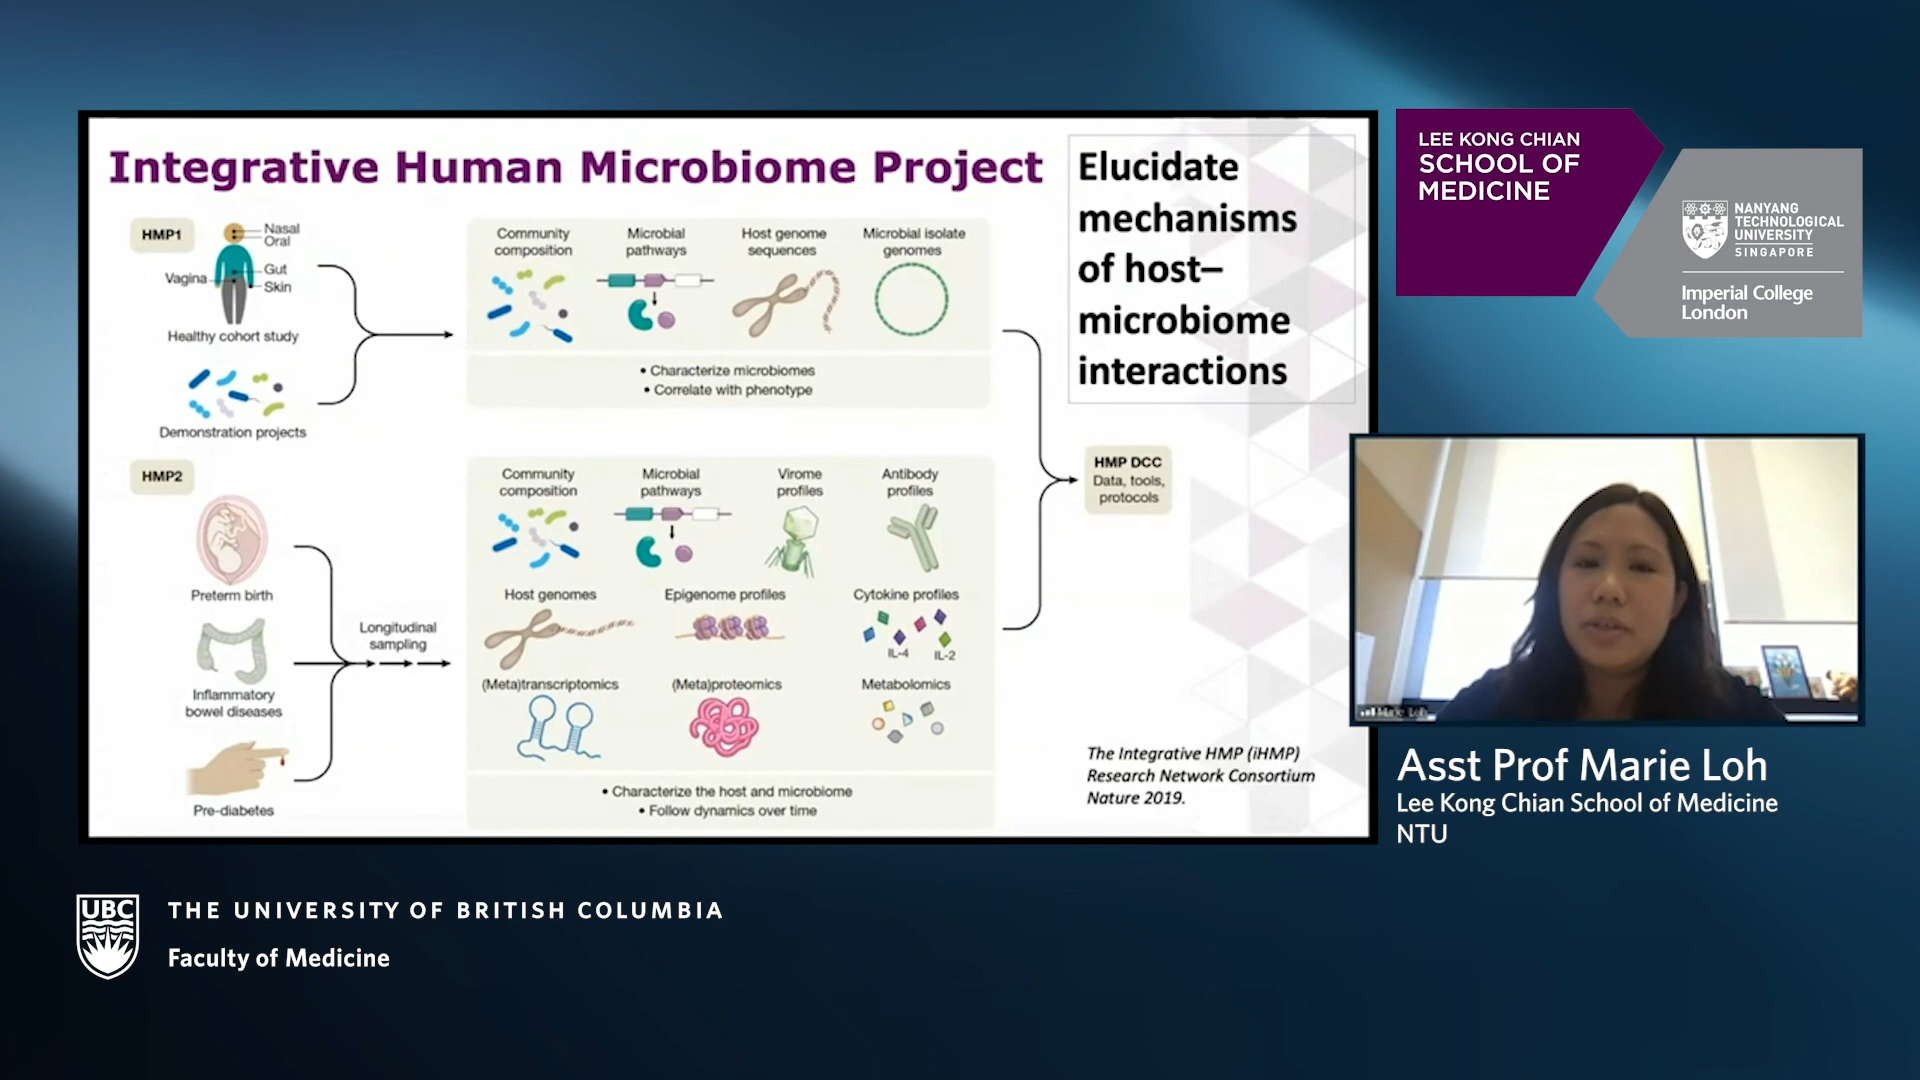 Integrative Human Microbiome Project
Elucidate
mechanisms
of host–
microbiome
interactions
HMP1
Nasal
Oral
Vagina
Gut
Skin
Healthy cohort study
Demonstration projects
Community
composition
Microbial
pathways
Host genome
sequences
Microbial isolate
genomes
• Characterize microbiomes
• Correlate with phenotype
HMP2
Preterm birth
Inflammatory
bowel diseases
Pre-diabetes
Longitudinal
sampling
Community
composition
Microbial
pathways
Virome
profiles
Antibody
profiles
Host genomes
Epigenome profiles
Cytokine profiles
IL-4
IL-2
(Meta)transcriptomics
(Meta)proteomics
Metabolomics
• Characterize the host and microbiome
• Follow dynamics over time
HMP DCC
Data, tools,
protocols
The Integrative HMP (iHMP)
Research Network Consortium
Nature 2019.
LEE KONG CHIAN
SCHOOL OF
MEDICINE
NANYANG
TECHNOLOGICAL
UNIVERSITY
SINGAPORE
Imperial College
London
Marie Loh
Asst Prof Marie Loh
Lee Kong Chian School of Medicine
NTU
UBC
THE UNIVERSITY OF BRITISH COLUMBIA
Faculty of Medicine